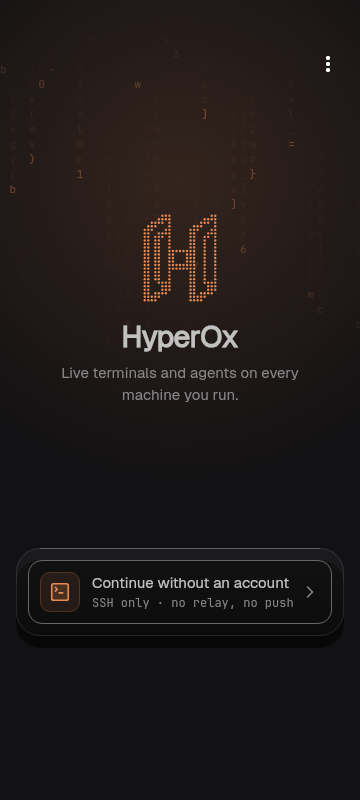 HyperOx
Live terminals and agents on every
machine you run.
Continue without an account
SSH only · no relay, no push